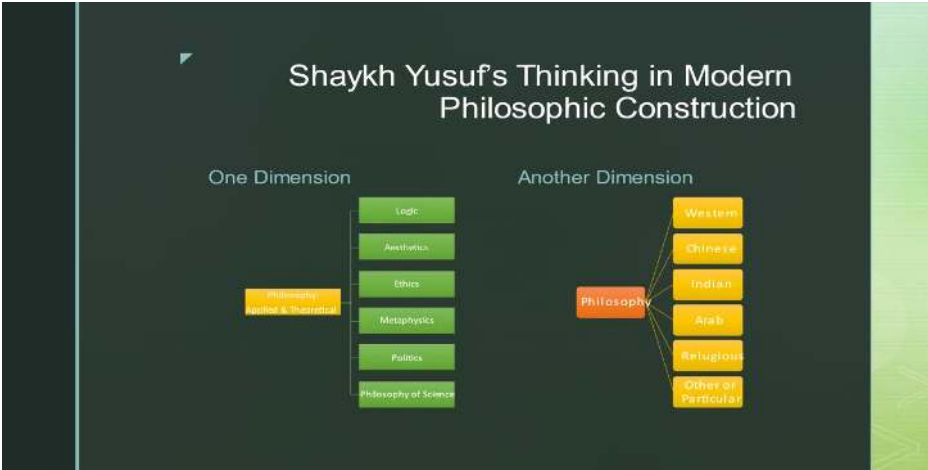 Shaykh Yusuf's Thinking in Modern
Philosophic Construction
One Dimension
Philosophy:
Applied & Theoretical
Logic
Aesthetics
Ethics
Metaphysics
Politics
Philosophy of Science
Another Dimension
Philosophy
Western
Chinese
Indian
Arab
Relugious
Other or
Particular